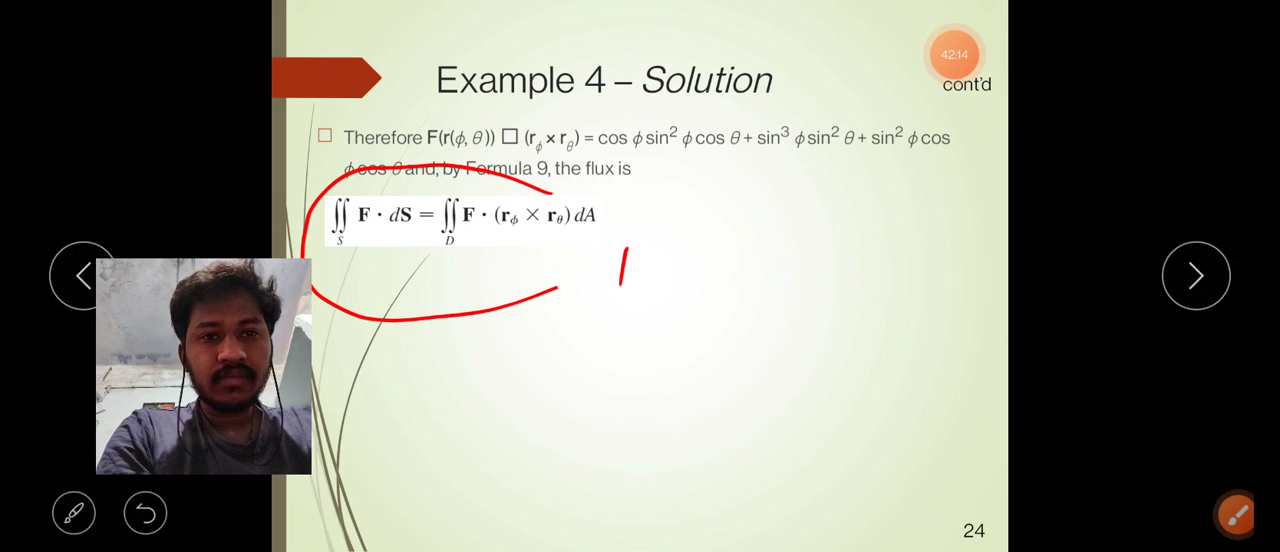 42:14
Example 4 – Solution
cont'd
Therefore F(r(ϕ, θ)) □ (rϕ × rθ) = cos ϕ sin² ϕ cos θ + sin³ ϕ sin² θ + sin² ϕ cos
ϕ cos θ and, by Formula 9, the flux is
∬S F · dS = ∬D F · (rϕ × rθ) dA
24